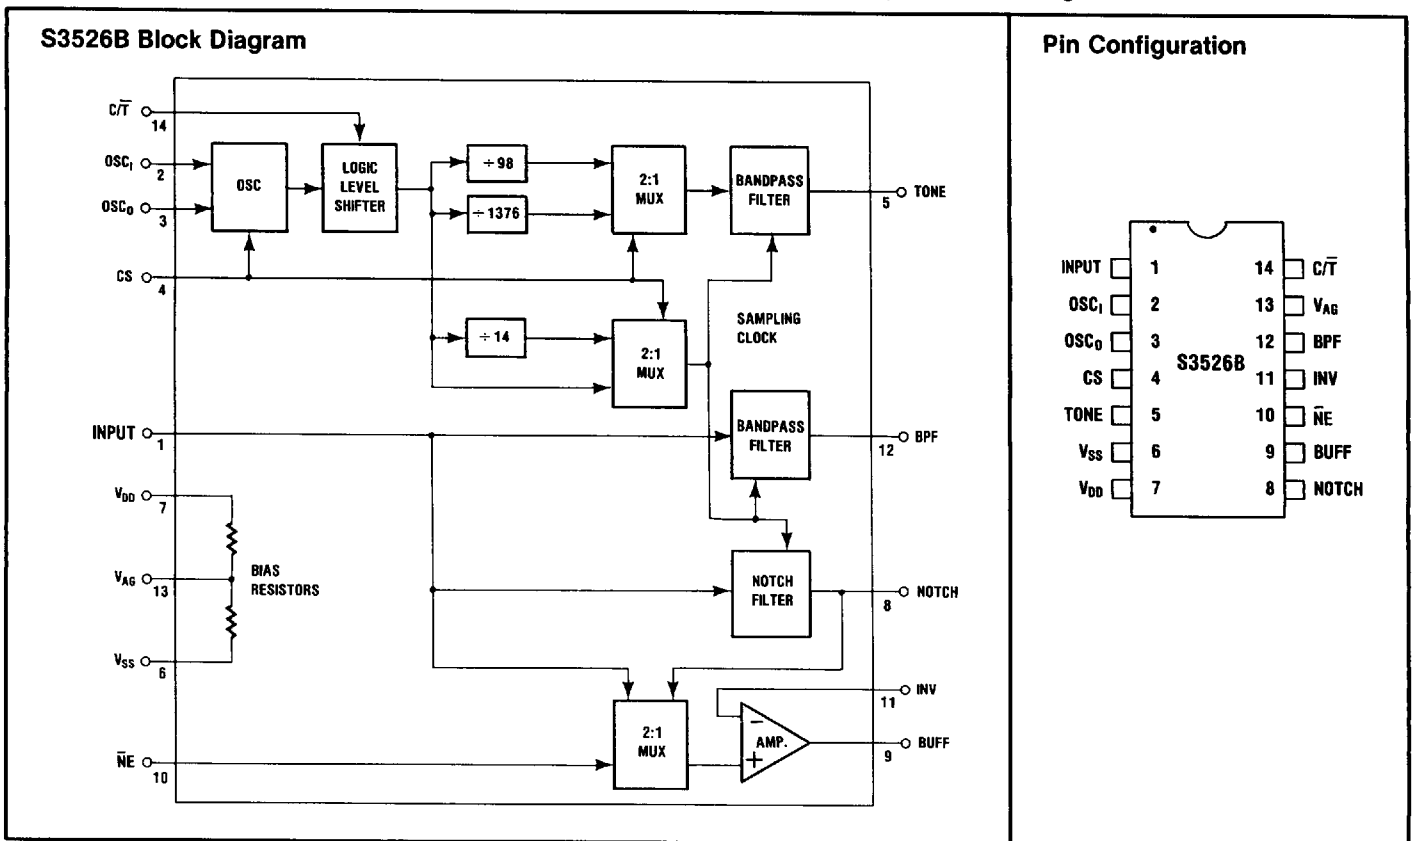 S3526B Block Diagram
C/T̅
14
OSCI
2
OSCO
3
CS
4
OSC
LOGIC
LEVEL
SHIFTER
÷98
÷1376
÷14
2:1
MUX
BANDPASS
FILTER
5
TONE
2:1
MUX
SAMPLING
CLOCK
INPUT
1
BANDPASS
FILTER
12
BPF
VDD
7
VAG
13
VSS
6
BIAS
RESISTORS
NOTCH
FILTER
8
NOTCH
11
INV
N̅E
10
2:1
MUX
−
AMP.
+
9
BUFF
Pin Configuration
INPUT 1 14 C/T̅
OSCI 2 13 VAG
OSCO 3 12 BPF
S3526B
CS 4 11 INV
TONE 5 10 N̅E
VSS 6 9 BUFF
VDD 7 8 NOTCH